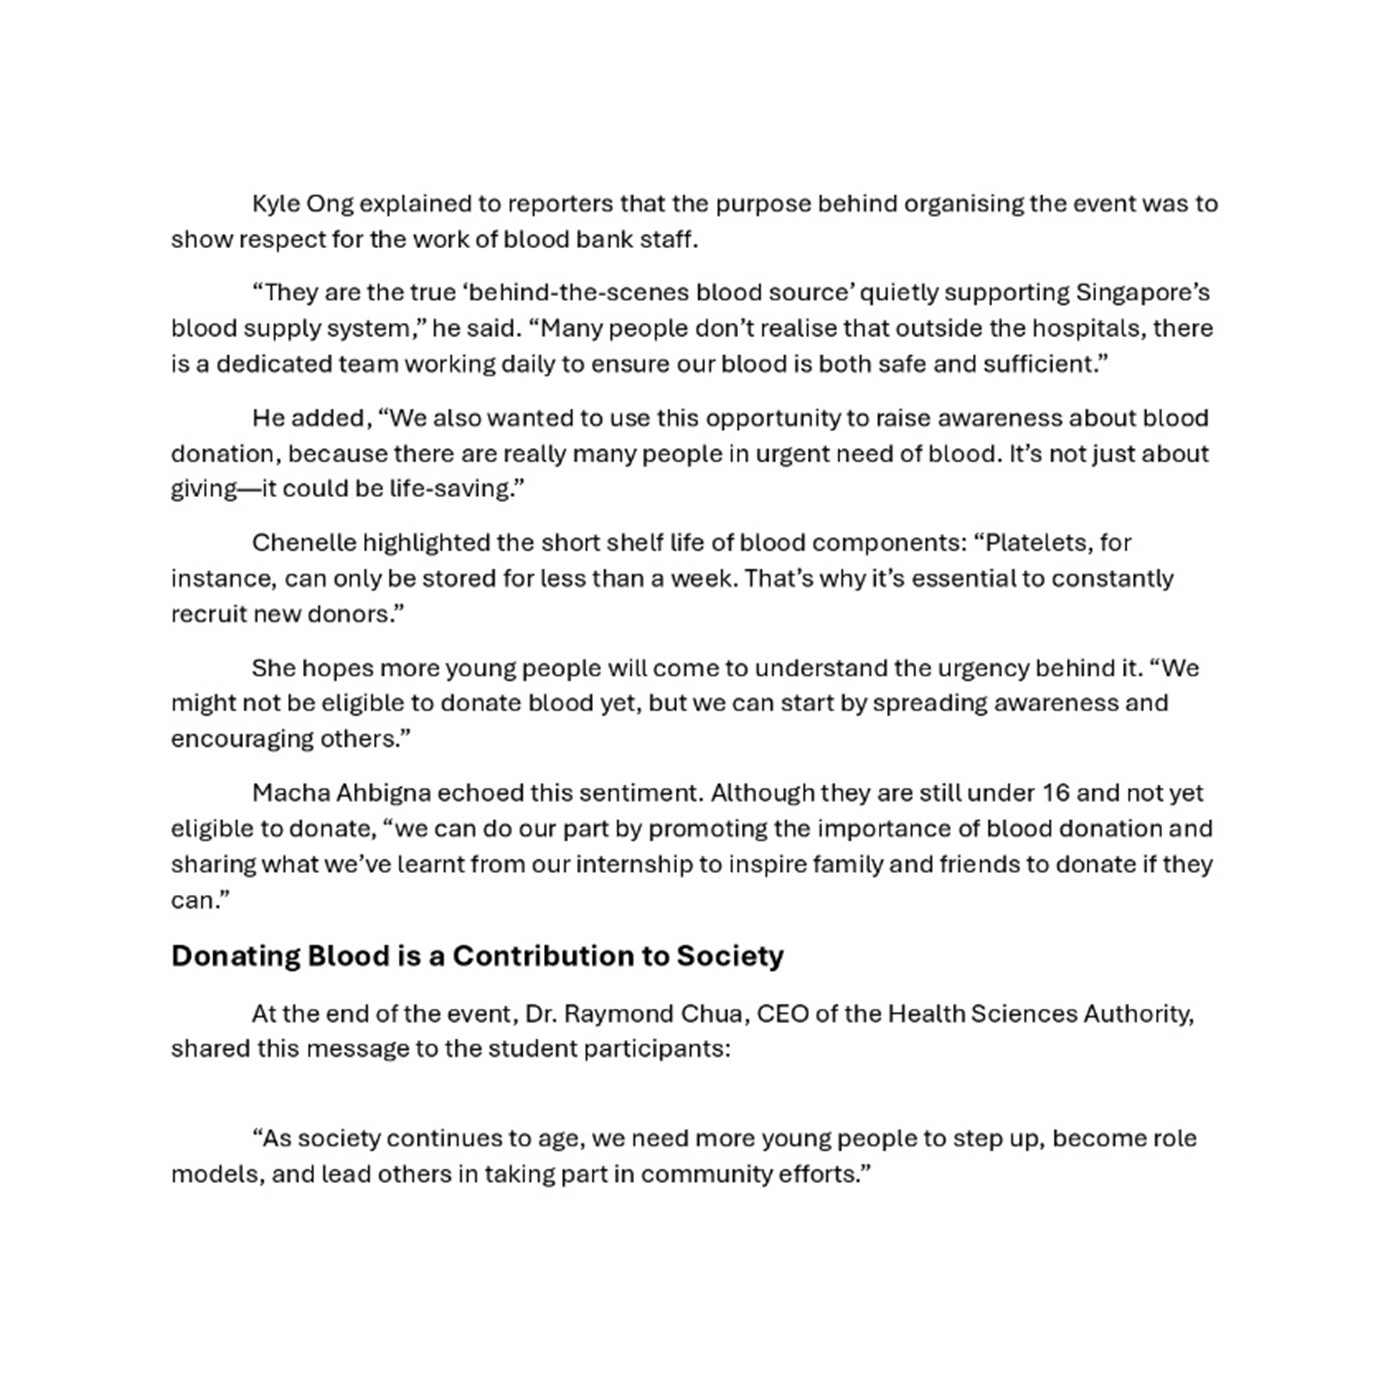 Kyle Ong explained to reporters that the purpose behind organising the event was to
show respect for the work of blood bank staff.
“They are the true ‘behind-the-scenes blood source’ quietly supporting Singapore’s
blood supply system,” he said. “Many people don’t realise that outside the hospitals, there
is a dedicated team working daily to ensure our blood is both safe and sufficient.”
He added, “We also wanted to use this opportunity to raise awareness about blood
donation, because there are really many people in urgent need of blood. It’s not just about
giving—it could be life-saving.”
Chenelle highlighted the short shelf life of blood components: “Platelets, for
instance, can only be stored for less than a week. That’s why it’s essential to constantly
recruit new donors.”
She hopes more young people will come to understand the urgency behind it. “We
might not be eligible to donate blood yet, but we can start by spreading awareness and
encouraging others.”
Macha Ahbigna echoed this sentiment. Although they are still under 16 and not yet
eligible to donate, “we can do our part by promoting the importance of blood donation and
sharing what we’ve learnt from our internship to inspire family and friends to donate if they
can.”
Donating Blood is a Contribution to Society
At the end of the event, Dr. Raymond Chua, CEO of the Health Sciences Authority,
shared this message to the student participants:
“As society continues to age, we need more young people to step up, become role
models, and lead others in taking part in community efforts.”